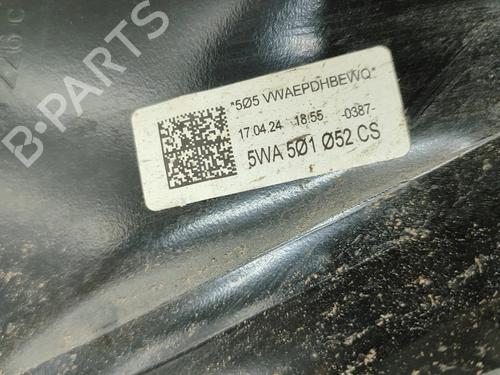 *5Ø5 VWAEPDHBEWQ*
17.04.24 18:55 -0387-
5WA 5Ø1 Ø52 CS
B-PARTS